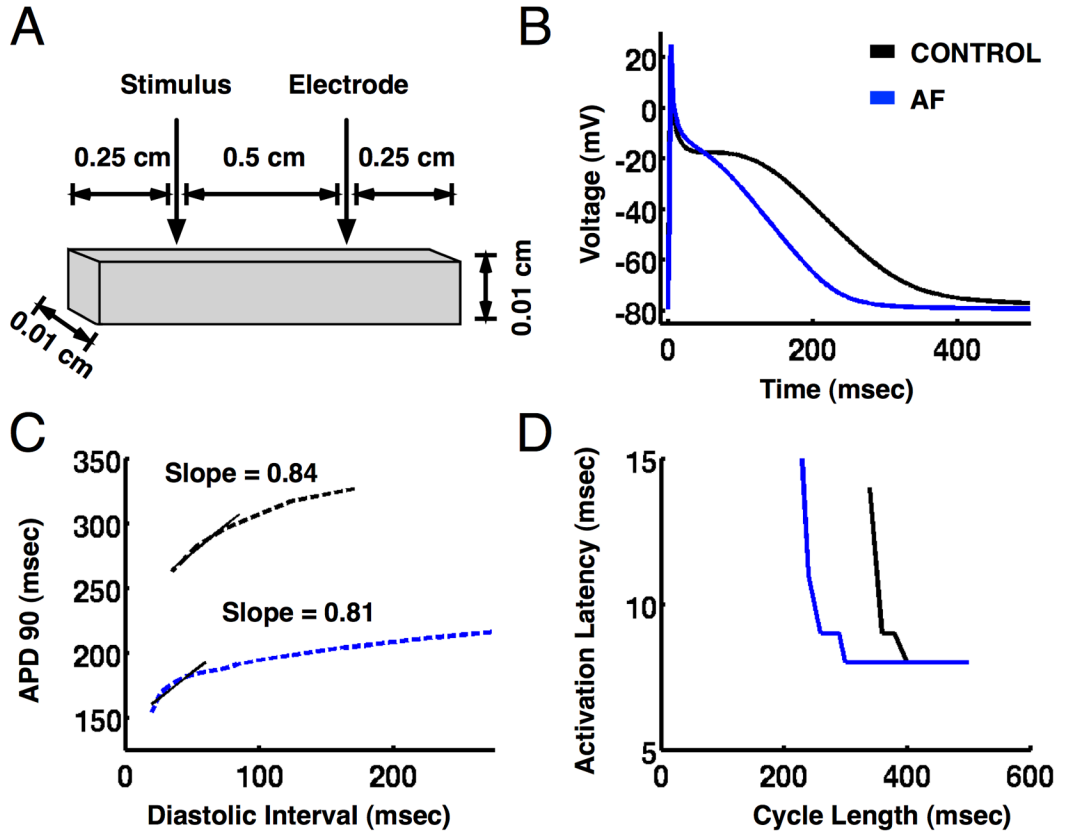 A
Stimulus Electrode
0.25 cm 0.5 cm 0.25 cm
0.01 cm
0.01 cm
B
CONTROL
AF
20
0
-20
-40
-60
-80
Voltage (mV)
0 200 400
Time (msec)
C
350
300
250
200
150
APD 90 (msec)
Slope = 0.84
Slope = 0.81
0 100 200
Diastolic Interval (msec)
D
15
10
5
Activation Latency (msec)
0 200 400 600
Cycle Length (msec)